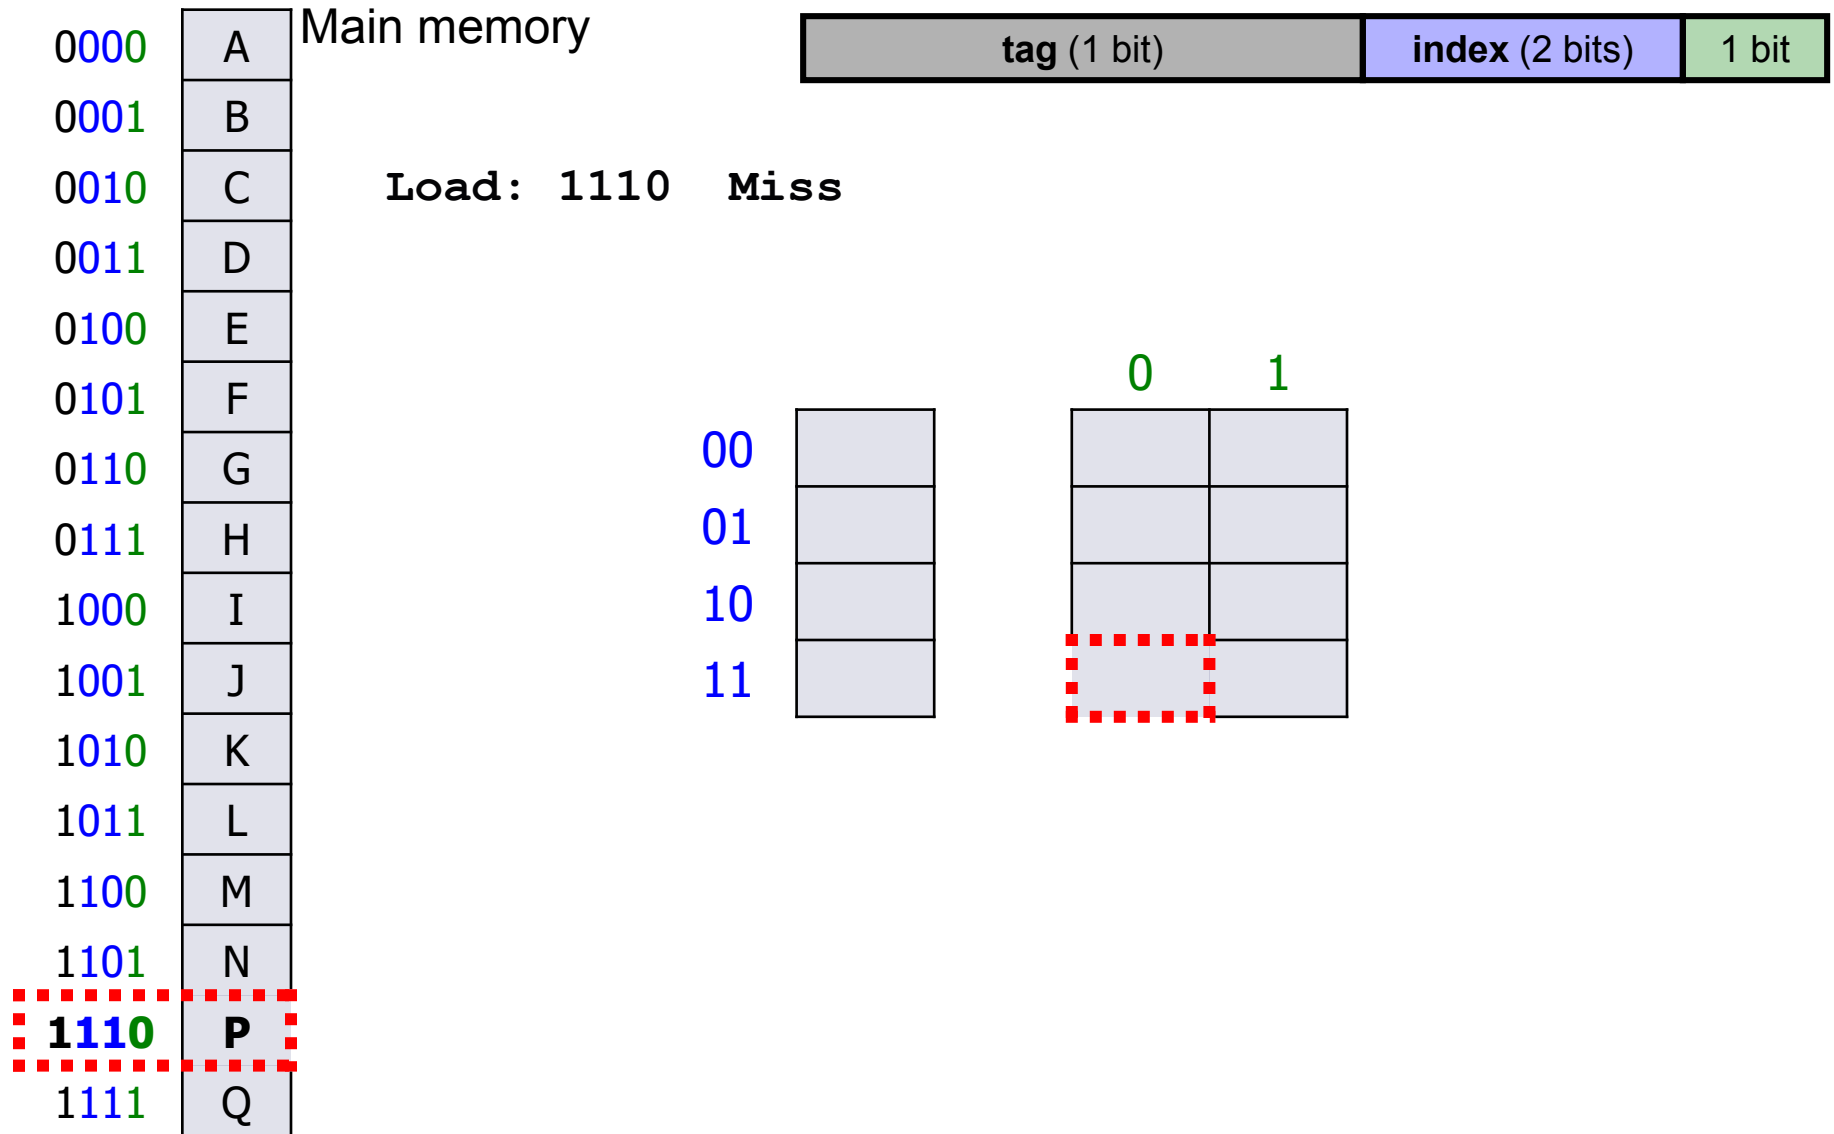 Main memory
tag (1 bit) index (2 bits) 1 bit
0000 A
0001 B
0010 C
Load: 1110 Miss
0011 D
0100 E
0101 F
0110 G
0111 H
1000 I
1001 J
1010 K
1011 L
1100 M
1101 N
1110 P
1111 Q
0 1
00
01
10
11